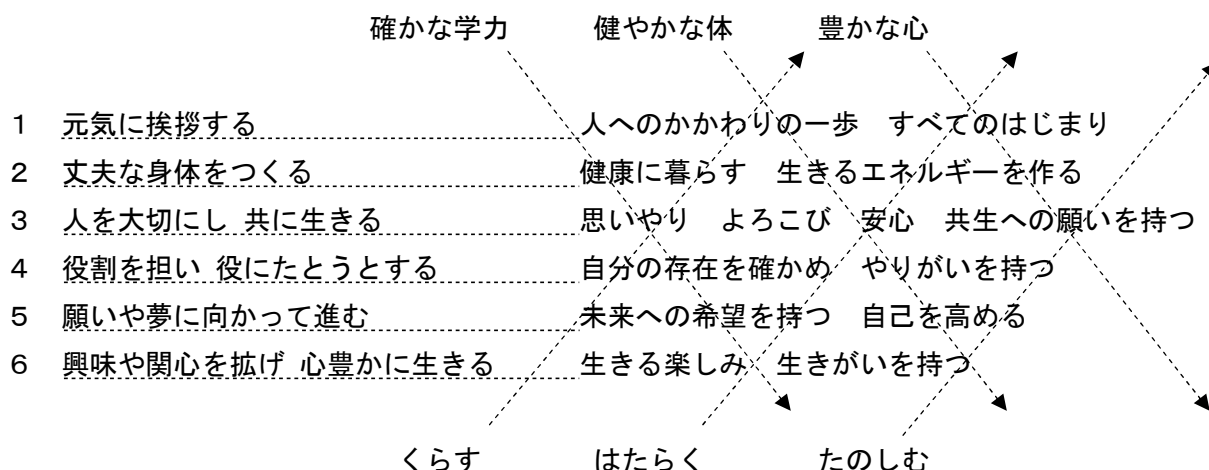 確かな学力　健やかな体　豊かな心
1　元気に挨拶する　人へのかかわりの一歩　すべてのはじまり
2　丈夫な身体をつくる　健康に暮らす　生きるエネルギーを作る
3　人を大切にし 共に生きる　思いやり　よろこび　安心　共生への願いを持つ
4　役割を担い 役にたとうとする　自分の存在を確かめ　やりがいを持つ
5　願いや夢に向かって進む　未来への希望を持つ　自己を高める
6　興味や関心を拡げ 心豊かに生きる　生きる楽しみ　生きがいを持つ
くらす　はたらく　たのしむ